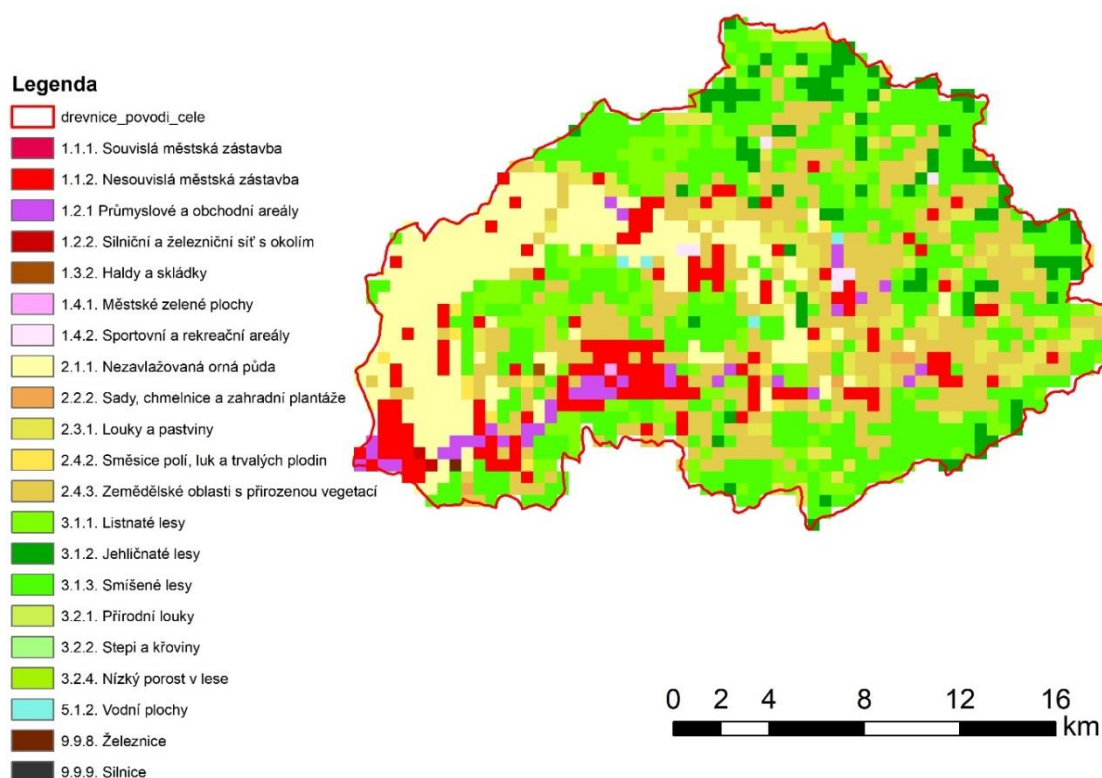 Legenda
drevnice_povodi_cele
1.1.1. Souvislá městská zástavba
1.1.2. Nesouvislá městská zástavba
1.2.1 Průmyslové a obchodní areály
1.2.2. Silniční a železniční síť s okolím
1.3.2. Haldy a skládky
1.4.1. Městské zelené plochy
1.4.2. Sportovní a rekreační areály
2.1.1. Nezavlažovaná orná půda
2.2.2. Sady, chmelnice a zahradní plantáže
2.3.1. Louky a pastviny
2.4.2. Směsice polí, luk a trvalých plodin
2.4.3. Zemědělské oblasti s přirozenou vegetací
3.1.1. Listnaté lesy
3.1.2. Jehličnaté lesy
3.1.3. Smíšené lesy
3.2.1. Přírodní louky
3.2.2. Stepi a křoviny
3.2.4. Nízký porost v lese
5.1.2. Vodní plochy
9.9.8. Železnice
9.9.9. Silnice
0 2 4 8 12 16
km